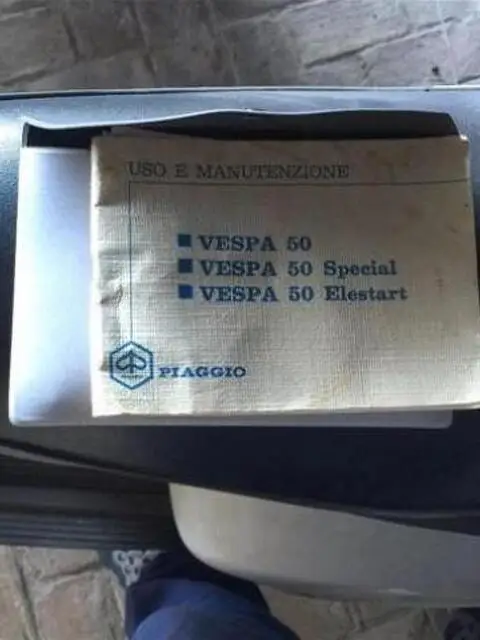 USO E MANUTENZIONE
VESPA 50
VESPA 50 Special
VESPA 50 Elestart
PIAGGIO